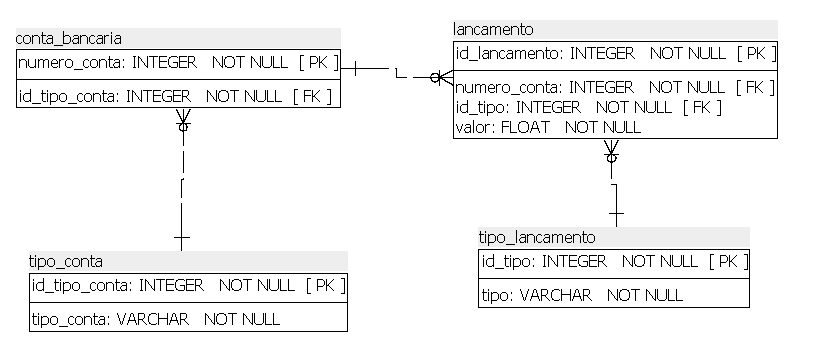 conta_bancaria
numero_conta: INTEGER NOT NULL [ PK ]
id_tipo_conta: INTEGER NOT NULL [ FK ]
lancamento
id_lancamento: INTEGER NOT NULL [ PK ]
numero_conta: INTEGER NOT NULL [ FK ]
id_tipo: INTEGER NOT NULL [ FK ]
valor: FLOAT NOT NULL
tipo_conta
id_tipo_conta: INTEGER NOT NULL [ PK ]
tipo_conta: VARCHAR NOT NULL
tipo_lancamento
id_tipo: INTEGER NOT NULL [ PK ]
tipo: VARCHAR NOT NULL